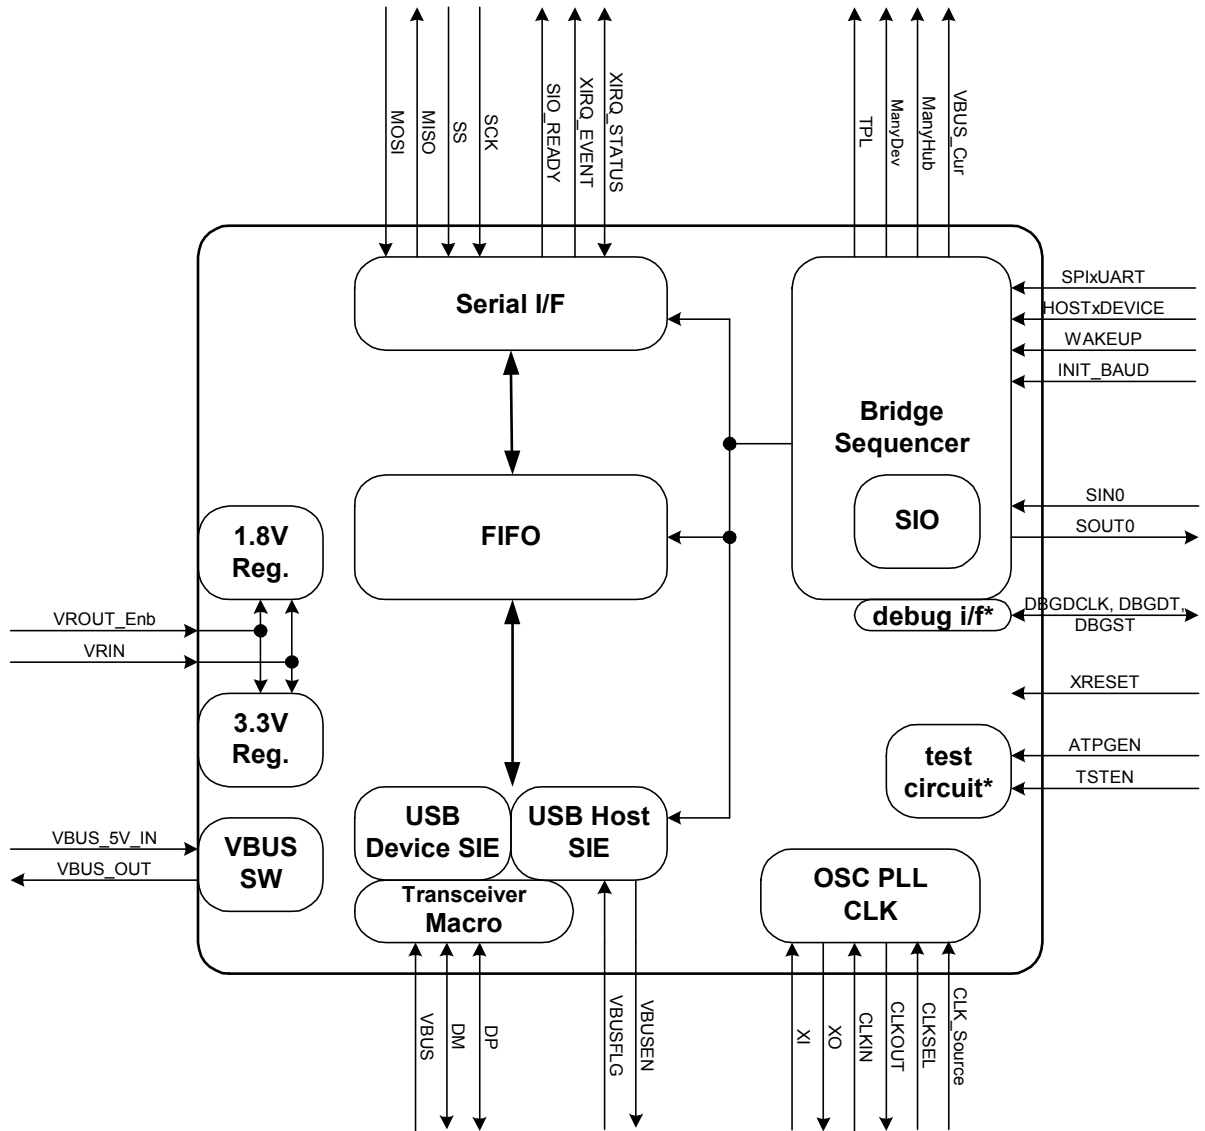 MOSI
MISO
SS
SCK
SIO_READY
XIRQ_EVENT
XIRQ_STATUS
TPL
ManyDev
ManyHub
VBUS_Cur
Serial I/F
SPIxUART
HOSTxDEVICE
WAKEUP
INIT_BAUD
Bridge
Sequencer
SIO
SIN0
SOUT0
FIFO
1.8V
Reg.
VROUT_Enb
VRIN
debug i/f*
DBGDCLK, DBGDT,
DBGST
3.3V
Reg.
XRESET
test
circuit*
ATPGEN
TSTEN
USB
Device SIE
USB Host
SIE
VBUS_5V_IN
VBUS_OUT
VBUS
SW
Transceiver
Macro
OSC PLL
CLK
VBUS
DM
DP
VBUSFLG
VBUSEN
XI
XO
CLKIN
CLKOUT
CLKSEL
CLK_Source